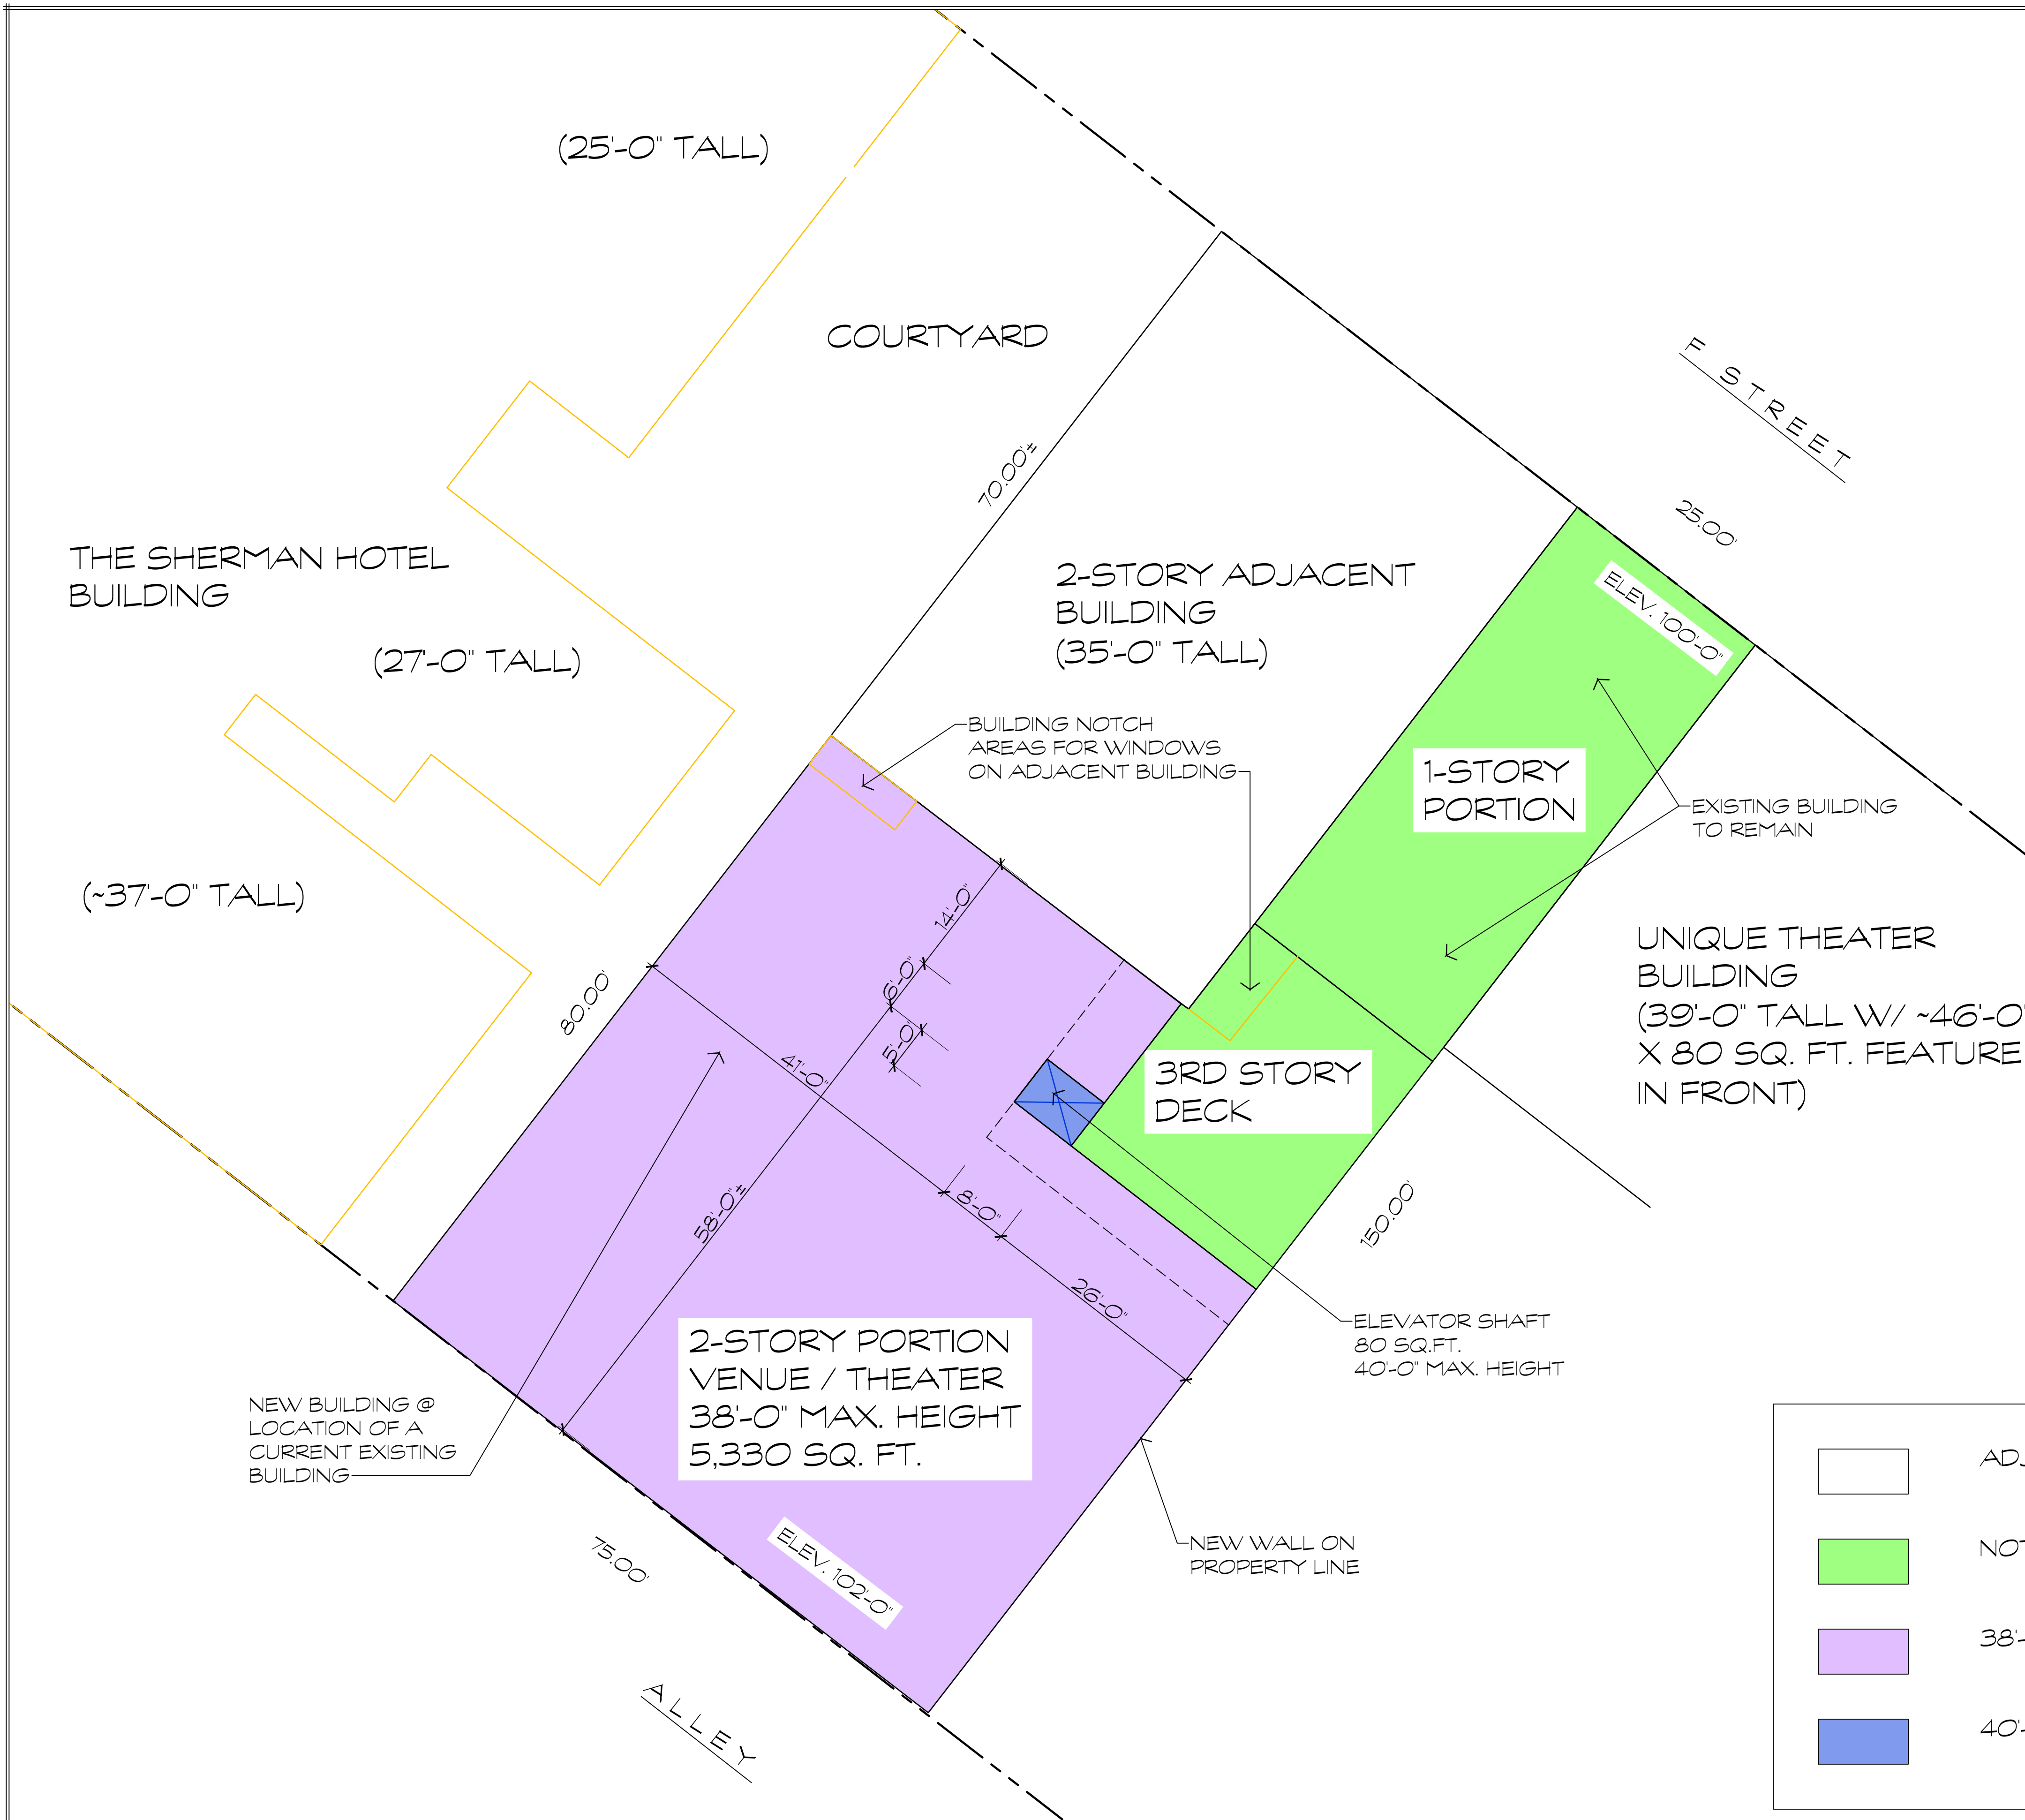 (25'-0" TALL)
COURTYARD
F STREET
70.00'±
25.00'
THE SHERMAN HOTEL
BUILDING
2-STORY ADJACENT
BUILDING
(35'-0" TALL)
ELEV. 100'-0"
(27'-0" TALL)
BUILDING NOTCH
AREAS FOR WINDOWS
ON ADJACENT BUILDING
1-STORY
PORTION
EXISTING BUILDING
TO REMAIN
(~37'-0" TALL)
14'-0"
6'-0"
5'-0"
80.00'
41'-0"
UNIQUE THEATER
BUILDING
(39'-0" TALL W/ ~46'-0"
X 80 SQ. FT. FEATURE
IN FRONT)
3RD STORY
DECK
58'-0"±
8'-0"
26'-0"
150.00'
ELEVATOR SHAFT
80 SQ.FT.
40'-0" MAX. HEIGHT
2-STORY PORTION
VENUE / THEATER
38'-0" MAX. HEIGHT
5,330 SQ. FT.
NEW BUILDING @
LOCATION OF A
CURRENT EXISTING
BUILDING
75.00'
ELEV. 102'-0"
NEW WALL ON
PROPERTY LINE
ALLEY
ADJ
NOT
38'-
40'-